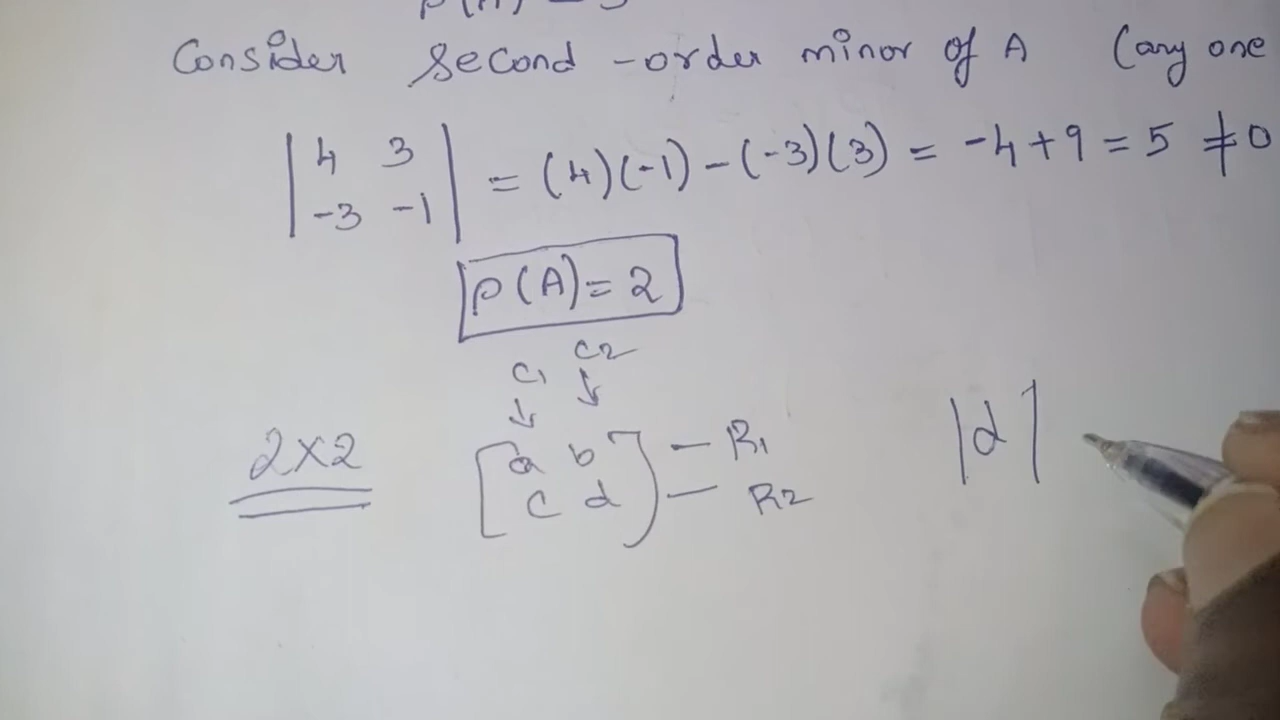 Consider second-order minor of A (any one
| 4 3 |
| -3 -1 | = (4)(-1) - (-3)(3) = -4+9 = 5 ≠0
ρ(A) = 2
C1 C2
↓ ↓
2×2 [a b] — R1
[c d] — R2
|d|